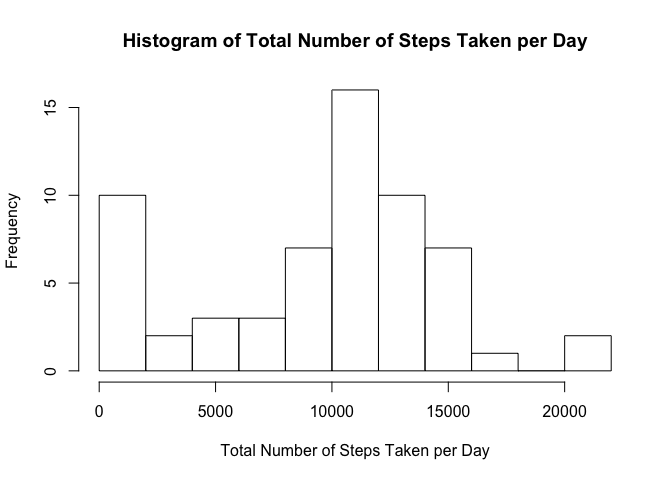 Histogram of Total Number of Steps Taken per Day
Frequency
15
10
5
0
0 5000 10000 15000 20000
Total Number of Steps Taken per Day